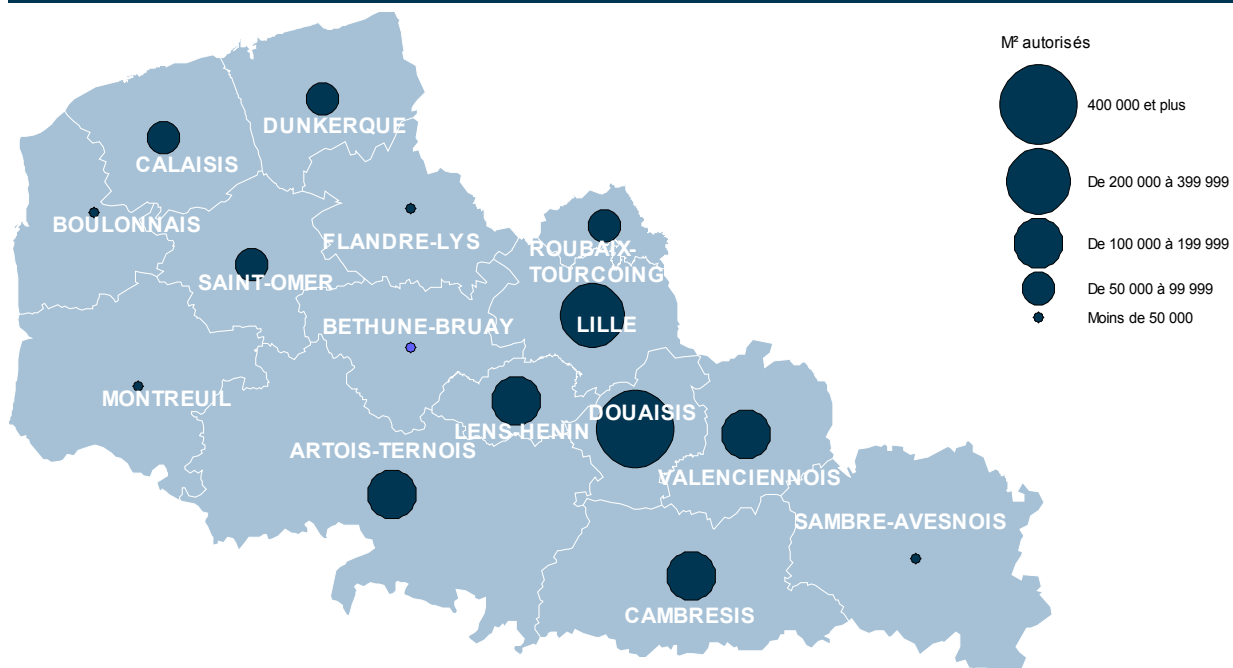 M² autorisés
400 000 et plus
De 200 000 à 399 999
De 100 000 à 199 999
De 50 000 à 99 999
Moins de 50 000
DUNKERQUE
CALAISIS
BOULONNAIS
FLANDRE-LYS
ROUBAIX-
TOURCOING
SAINT-OMER
BETHUNE-BRUAY
LILLE
MONTREUIL
DOUAISIS
LENS-HENIN
ARTOIS-TERNOIS
VALENCIENNOIS
SAMBRE-AVESNOIS
CAMBRESIS